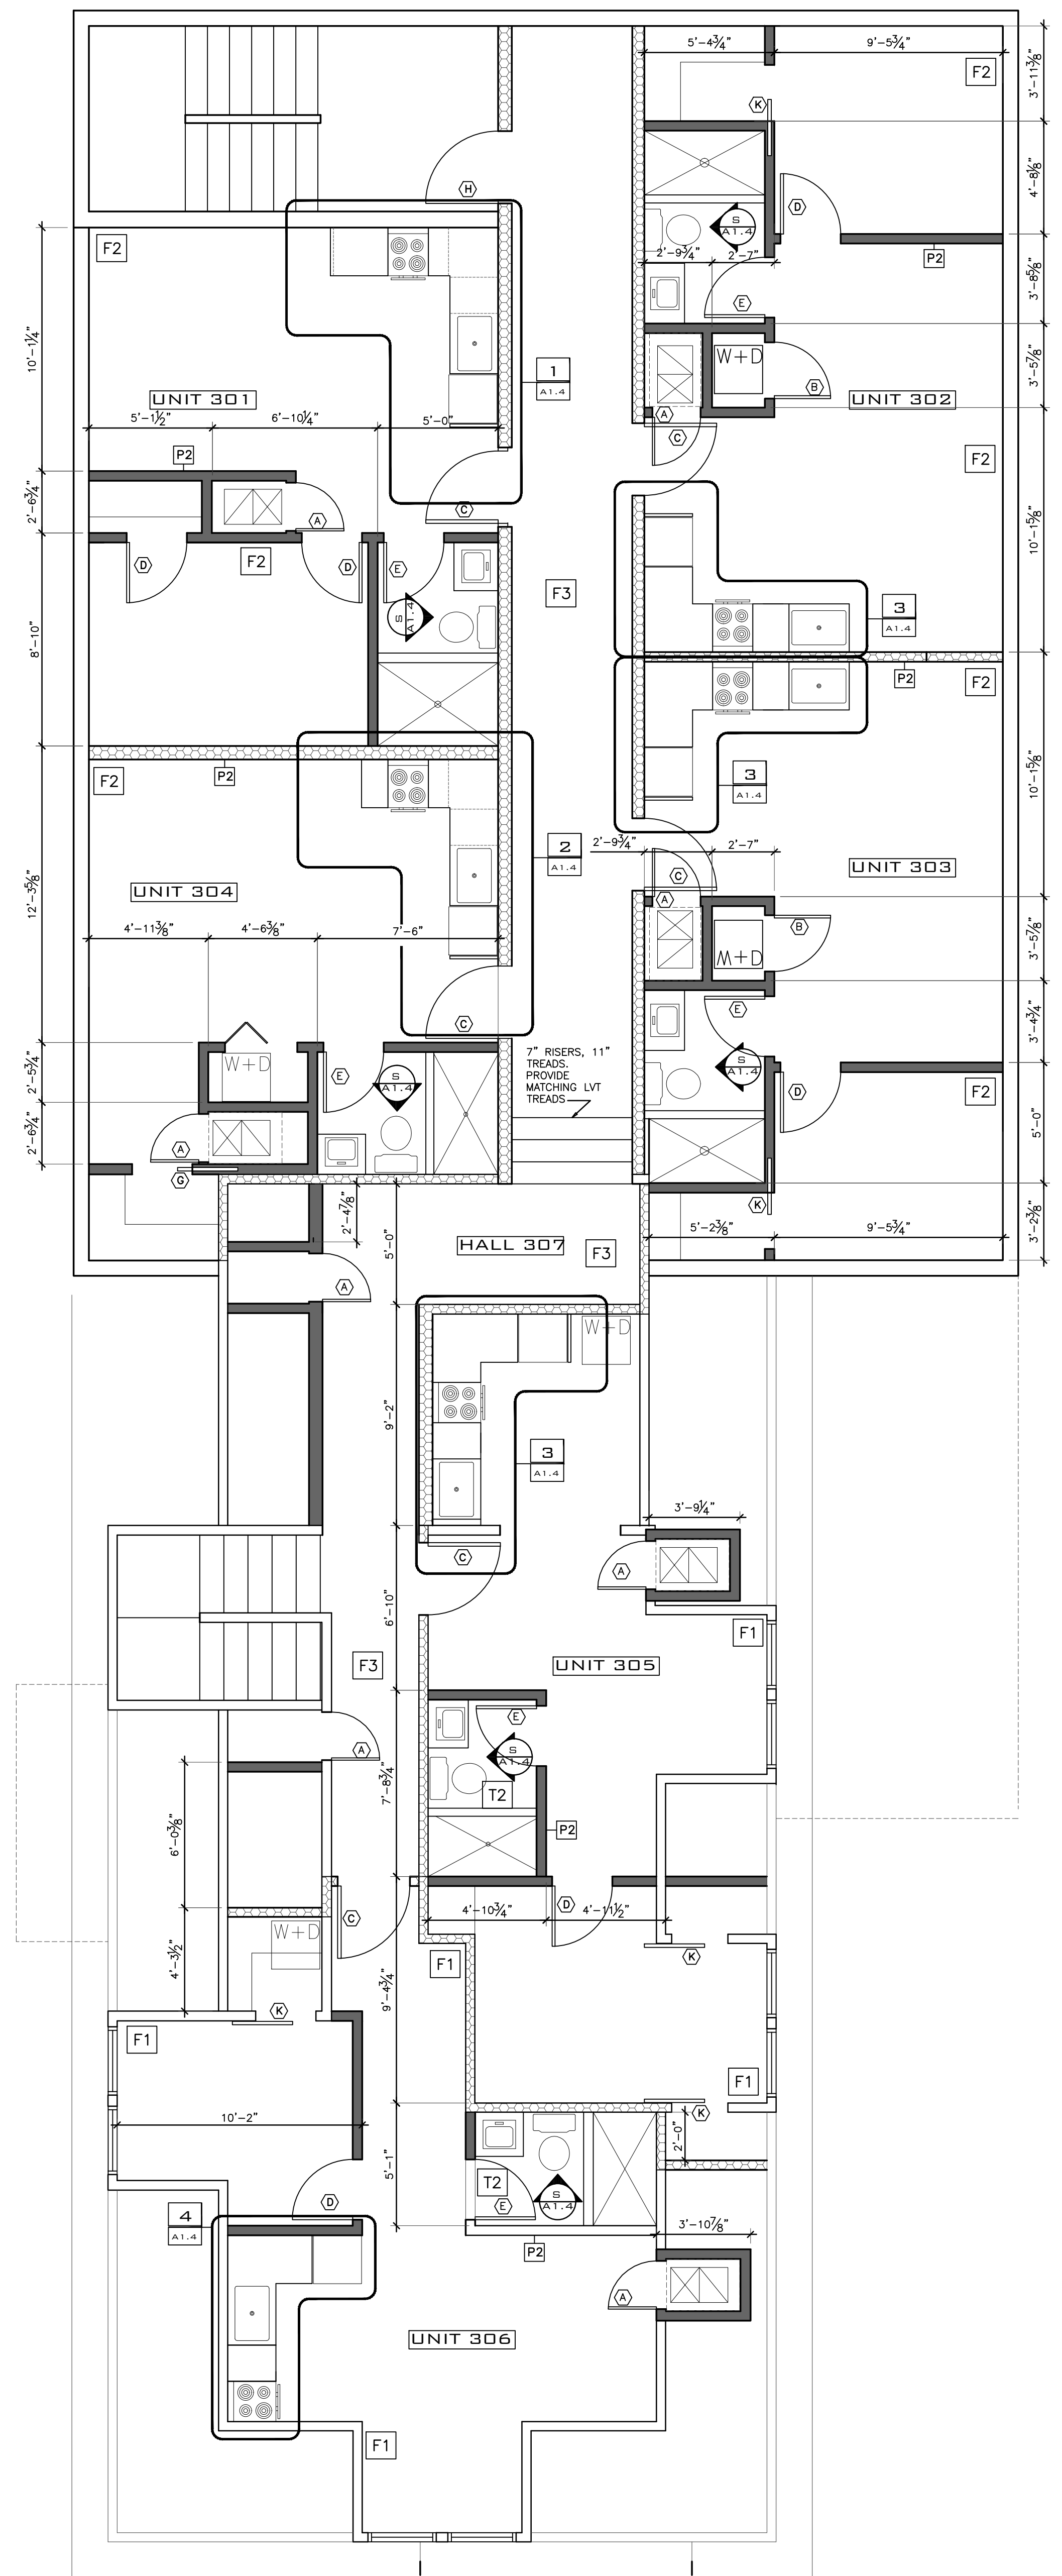 5'-4¾"
9'-5¾"
F2
3'-11⅜"
K
4'-8⅛"
H
D
S
A1.4
F2
P2
2'-9¾"
2'-7"
3'-8⅝"
E
10'-1¼"
W+D
3'-5⅞"
1
A1.4
B
UNIT 301
UNIT 302
5'-1½"
6'-10¼"
5'-0"
A
C
P2
F2
2'-6¾"
A
C
10'-1⅝"
D
F2
D
E
F3
8'-10"
S
A1.4
3
A1.4
P2
F2
F2
P2
3
A1.4
10'-1⅝"
2
A1.4
2'-9¾"
2'-7"
UNIT 303
UNIT 304
12'-3⅝"
C
A
4'-11⅜"
4'-6⅜"
7'-6"
B
W+D
3'-5⅞"
C
E
3'-4¾"
7" RISERS, 11"
TREADS.
PROVIDE
MATCHING LVT
TREADS
W+D
E
S
A1.4
S
A1.4
2'-5¾"
D
F2
2'-6¾"
A
5'-0"
G
K
2'-4⅞"
5'-2⅜"
9'-5¾"
3'-2⅜"
5'-0"
HALL 307
F3
A
W+D
9'-2"
3
A1.4
3'-9¼"
C
A
6'-10"
F1
F3
UNIT 305
E
A
S
A1.4
7'-8¾"
T2
P2
6'-0⅜"
D
C
4'-10¾"
4'-11½"
W+D
4'-3½"
F1
K
9'-4¾"
K
F1
F1
K
10'-2"
2'-0"
5'-1"
T2
D
E
S
A1.4
4
A1.4
3'-10⅞"
P2
A
UNIT 306
F1